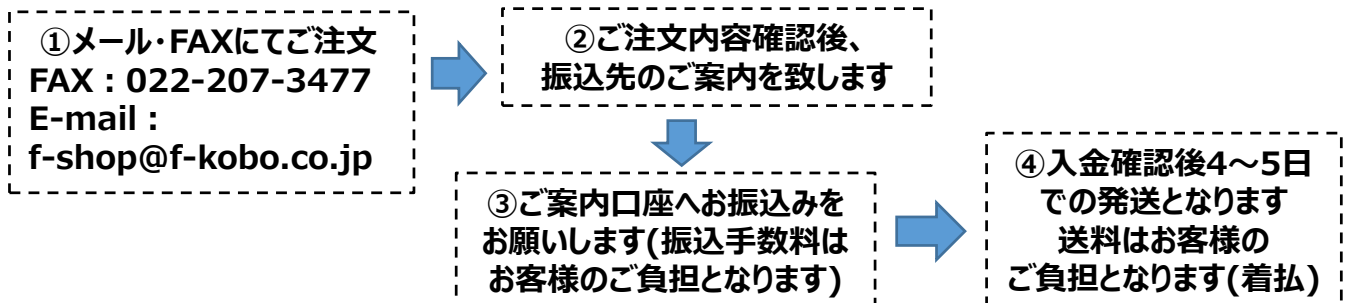 ①メール・FAXにてご注文
FAX：022-207-3477
E-mail：
f-shop@f-kobo.co.jp
②ご注文内容確認後、
振込先のご案内を致します
③ご案内口座へお振込みを
お願いします(振込手数料は
お客様のご負担となります)
④入金確認後4～5日
での発送となります
送料はお客様の
ご負担となります(着払)